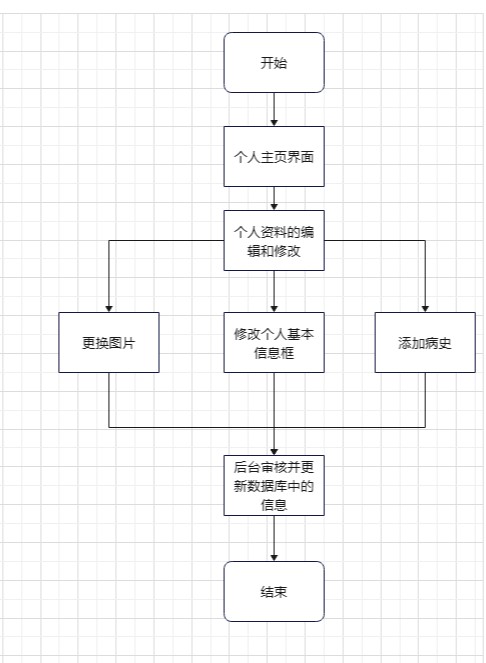 开始
个人主页界面
个人资料的编
辑和修改
更换图片
修改个人基本
信息框
添加病史
后台审核并更
新数据库中的
信息
结束